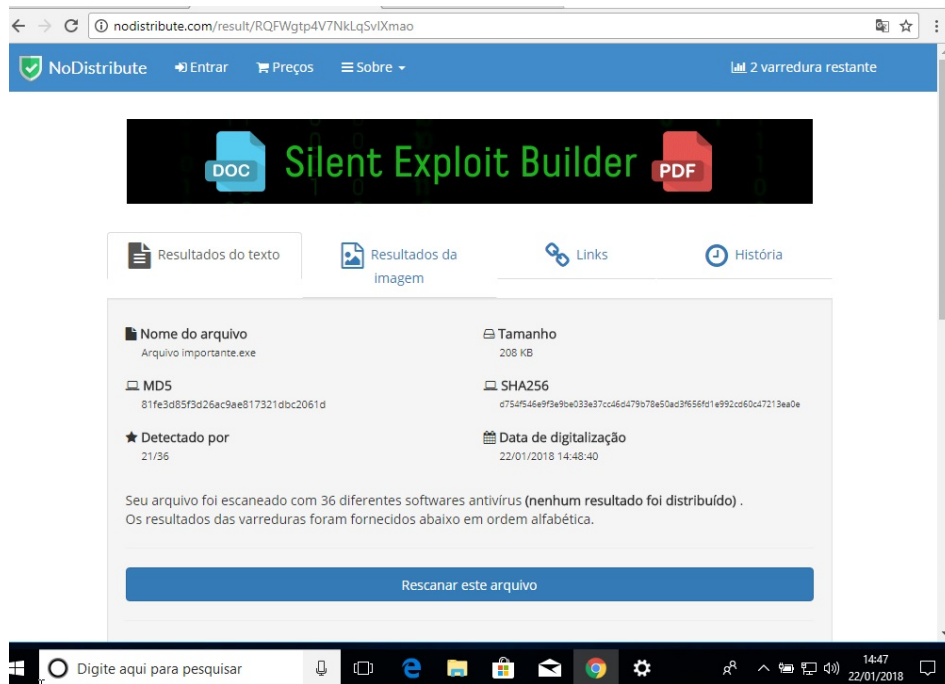 nodistribute.com/result/RQFWgtp4V7NkLqSvIXmao
NoDistribute Entrar Preços Sobre 2 varredura restante
DOC Silent Exploit Builder PDF
Resultados do texto
Resultados da imagem
Links
História
Nome do arquivo
Arquivo importante.exe
Tamanho
208 KB
MD5
81fe3d85f3d26ac9ae817321dbc2061d
SHA256
d754f546e9f3e9be033e37cc46d479b78e50ad3f656fd1e992cd60c47213ea0e
Detectado por
21/36
Data de digitalização
22/01/2018 14:48:40
Seu arquivo foi escaneado com 36 diferentes softwares antivírus (nenhum resultado foi distribuído) .
Os resultados das varreduras foram fornecidos abaixo em ordem alfabética.
Rescanar este arquivo
Digite aqui para pesquisar
14:47
22/01/2018